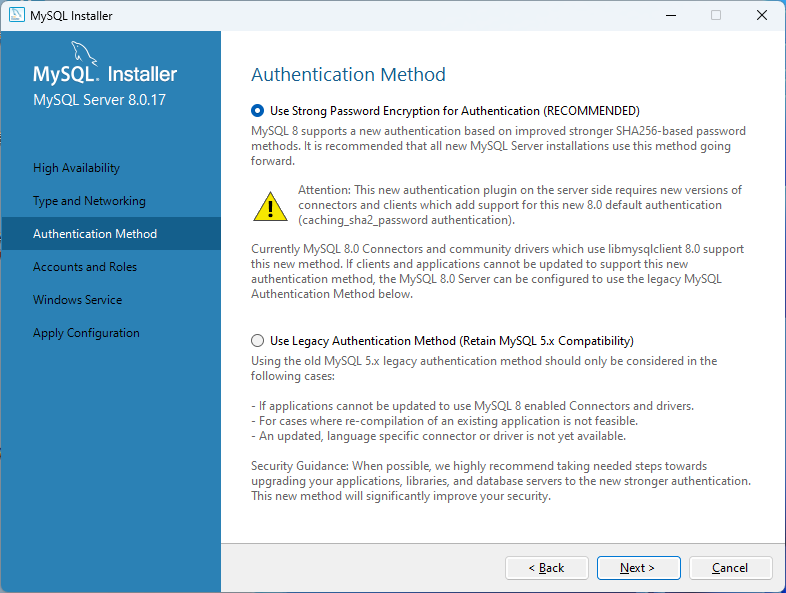 MySQL Installer
MySQL. Installer
MySQL Server 8.0.17
High Availability
Type and Networking
Authentication Method
Accounts and Roles
Windows Service
Apply Configuration
Authentication Method
Use Strong Password Encryption for Authentication (RECOMMENDED)
MySQL 8 supports a new authentication based on improved stronger SHA256-based password
methods. It is recommended that all new MySQL Server installations use this method going
forward.
Attention: This new authentication plugin on the server side requires new versions of
connectors and clients which add support for this new 8.0 default authentication
(caching_sha2_password authentication).
Currently MySQL 8.0 Connectors and community drivers which use libmysqlclient 8.0 support
this new method. If clients and applications cannot be updated to support this new
authentication method, the MySQL 8.0 Server can be configured to use the legacy MySQL
Authentication Method below.
Use Legacy Authentication Method (Retain MySQL 5.x Compatibility)
Using the old MySQL 5.x legacy authentication method should only be considered in the
following cases:
- If applications cannot be updated to use MySQL 8 enabled Connectors and drivers.
- For cases where re-compilation of an existing application is not feasible.
- An updated, language specific connector or driver is not yet available.
Security Guidance: When possible, we highly recommend taking needed steps towards
upgrading your applications, libraries, and database servers to the new stronger authentication.
This new method will significantly improve your security.
< Back
Next >
Cancel